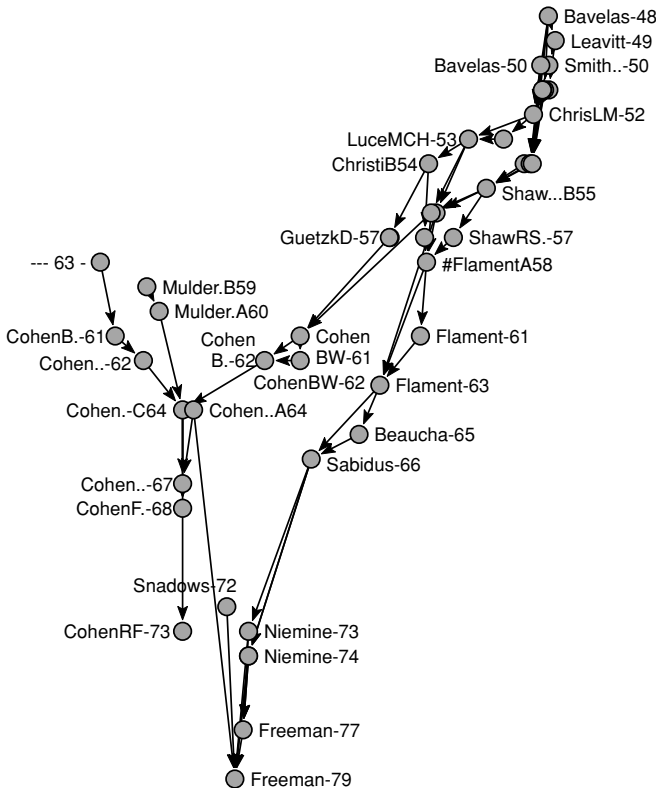 Bavelas-48
Leavitt-49
Bavelas-50
Smith..-50
ChrisLM-52
LuceMCH-53
ChristiB54
Shaw...B55
GuetzkD-57
ShawRS.-57
--- 63 -
#FlamentA58
Mulder.B59
Mulder.A60
CohenB.-61
Cohen
B.-62
Cohen
BW-61
Flament-61
Cohen..-62
CohenBW-62
Flament-63
Cohen.-C64
Cohen..A64
Beaucha-65
Sabidus-66
Cohen..-67
CohenF.-68
Snadows-72
CohenRF-73
Niemine-73
Niemine-74
Freeman-77
Freeman-79